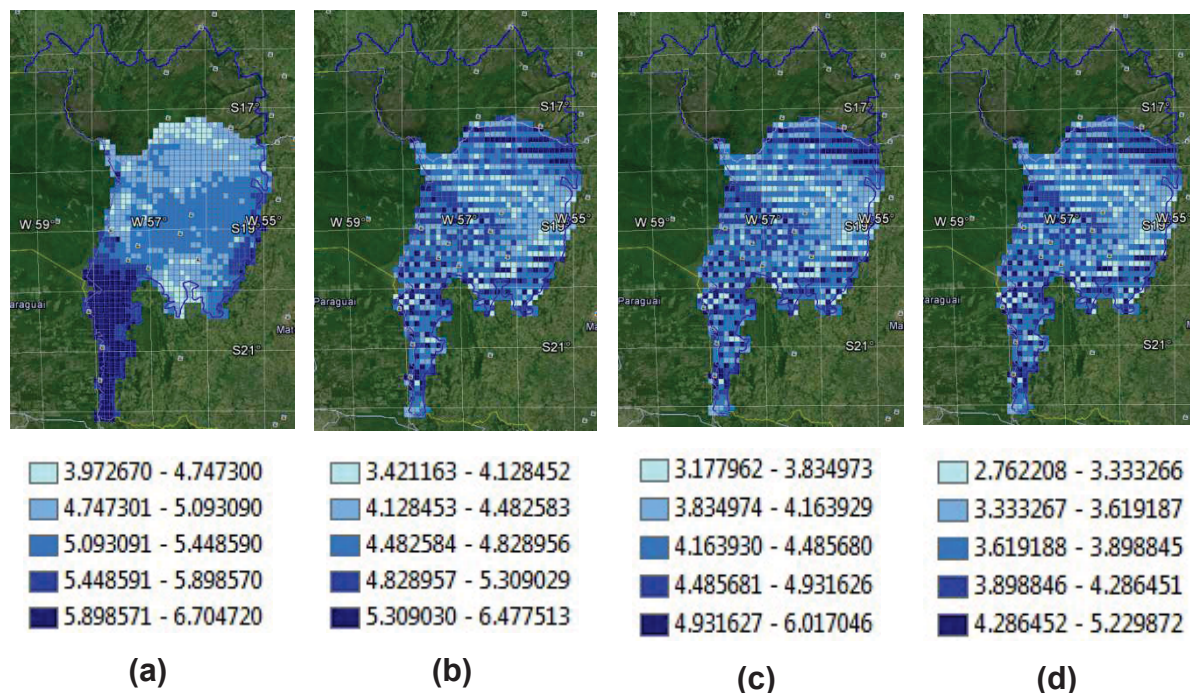 S17°
W 59°
W 57°
W 55°
S19°
Paraguai
S21°
S17°
W 59°
W 57°
W 55°
S19°
Paraguai
S21°
S17°
W 59°
W 57°
W 55°
S19°
Paraguai
S21°
S17°
W 59°
W 57°
W 55°
S19°
Paraguai
S21°
3.972670 - 4.747300
4.747301 - 5.093090
5.093091 - 5.448590
5.448591 - 5.898570
5.898571 - 6.704720
3.421163 - 4.128452
4.128453 - 4.482583
4.482584 - 4.828956
4.828957 - 5.309029
5.309030 - 6.477513
3.177962 - 3.834973
3.834974 - 4.163929
4.163930 - 4.485680
4.485681 - 4.931626
4.931627 - 6.017046
2.762208 - 3.333266
3.333267 - 3.619187
3.619188 - 3.898845
3.898846 - 4.286451
4.286452 - 5.229872
(a)
(b)
(c)
(d)